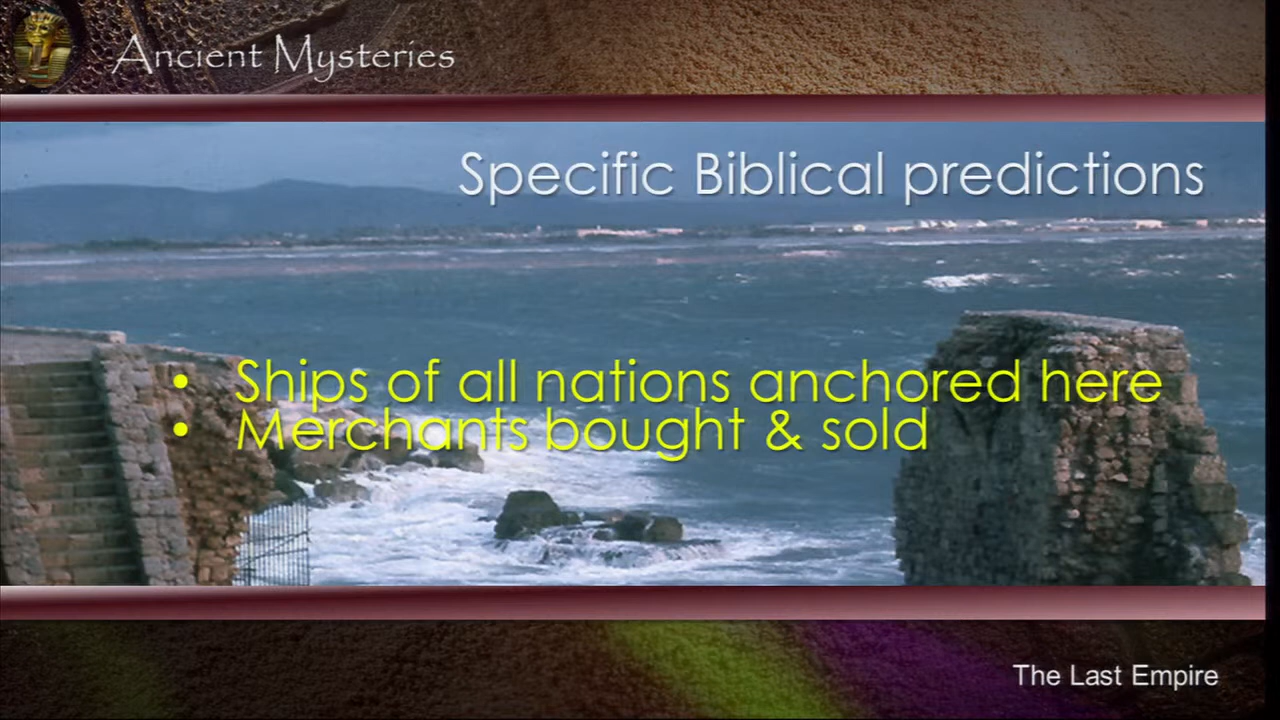 Ancient Mysteries
Specific Biblical predictions
• Ships of all nations anchored here
• Merchants bought & sold
The Last Empire